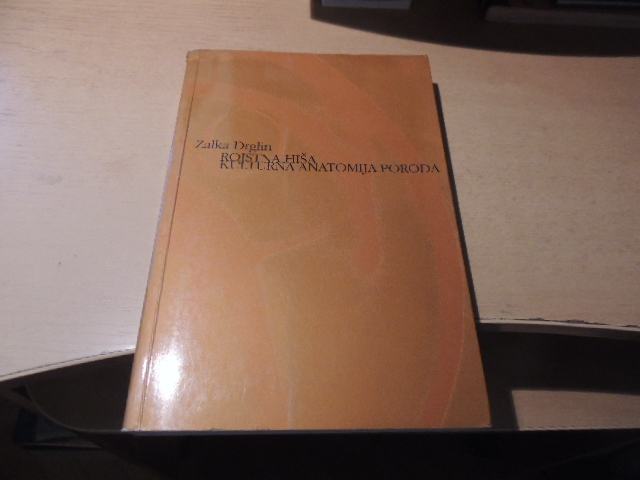 Zalka Drglin
ROJSTNA HIŠA
KULTURNA ANATOMIJA PORODA